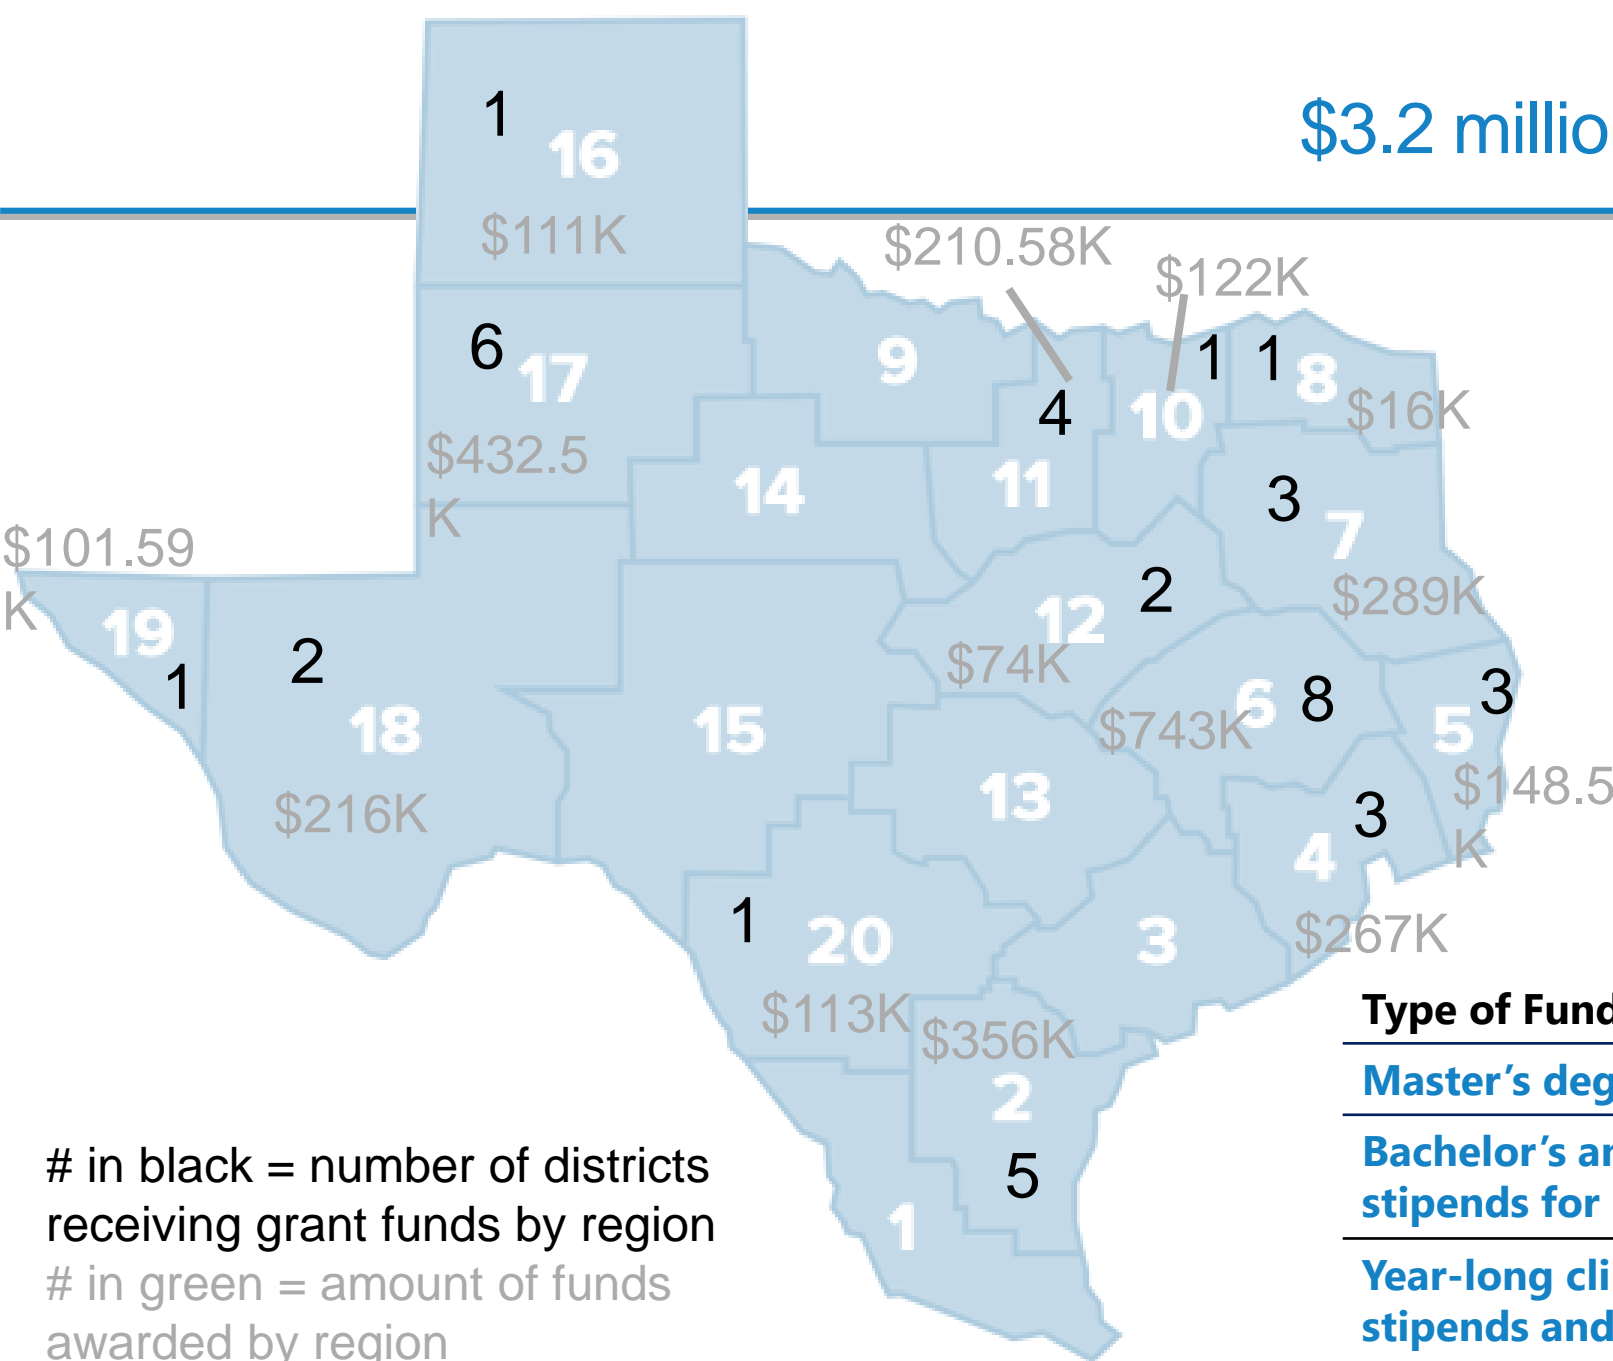 $3.2 millio
1
16
$111K
$210.58K
$122K
6
17
$432.5
K
9
4
11
1
10
1
8
$16K
14
3
7
$289K
$101.59
K
19
1
2
18
$216K
15
12
2
$74K
6
8
$743K
3
5
$148.5
K
13
3
4
$267K
1
20
$113K
3
$356K
2
5
1
# in black = number of districts
receiving grant funds by region
# in green = amount of funds
awarded by region
Type of Fund
Master’s deg
Bachelor’s an
stipends for
Year-long cli
stipends and